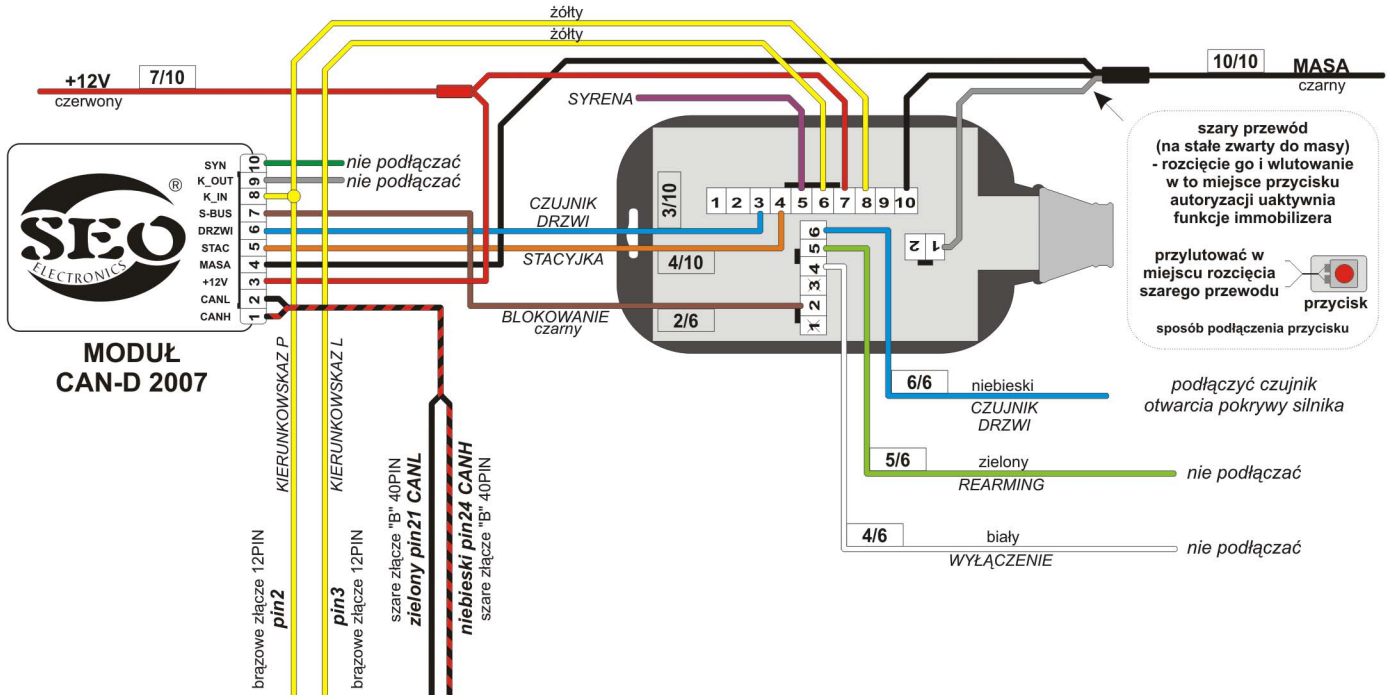 żółty
żółty
+12V
7/10
czerwony
10/10
MASA
czarny
SYRENA
SEO
ELECTRONICS
®
SYN
10
nie podłączać
K_OUT
9
nie podłączać
K_IN
8
S-BUS
7
DRZWI
6
STAC
5
MASA
4
+12V
3
CANL
2
CANH
1
MODUŁ
CAN-D 2007
CZUJNIK
DRZWI
3/10
STACYJKA
4/10
BLOKOWANIE
czarny
2/6
1 2 3 4 5 6 7 8 9 10
6
5
4
3
2
1
2 1
szary przewód
(na stałe zwarty do masy)
- rozcięcie go i wlutowanie
w to miejsce przycisku
autoryzacji uaktywnia
funkcje immobilizera
przylutować w
miejscu rozcięcia
szarego przewodu
przycisk
sposób podłączenia przycisku
6/6
niebieski
CZUJNIK
DRZWI
podłączyć czujnik
otwarcia pokrywy silnika
5/6
zielony
REARMING
nie podłączać
4/6
biały
WYŁĄCZENIE
nie podłączać
KIERUNKOWSKAZ P
KIERUNKOWSKAZ L
brązowe złącze 12PIN
pin2
pin3
brązowe złącze 12PIN
szare złącze "B" 40PIN
zielony pin21 CANL
niebieski pin24 CANH
szare złącze "B" 40PIN